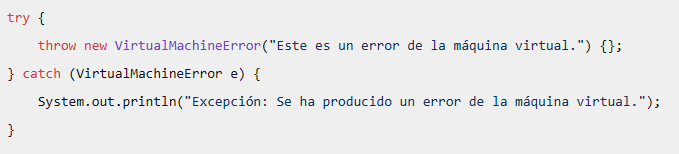 try {
throw new VirtualMachineError("Este es un error de la máquina virtual.") {};
} catch (VirtualMachineError e) {
System.out.println("Excepción: Se ha producido un error de la máquina virtual.");
}